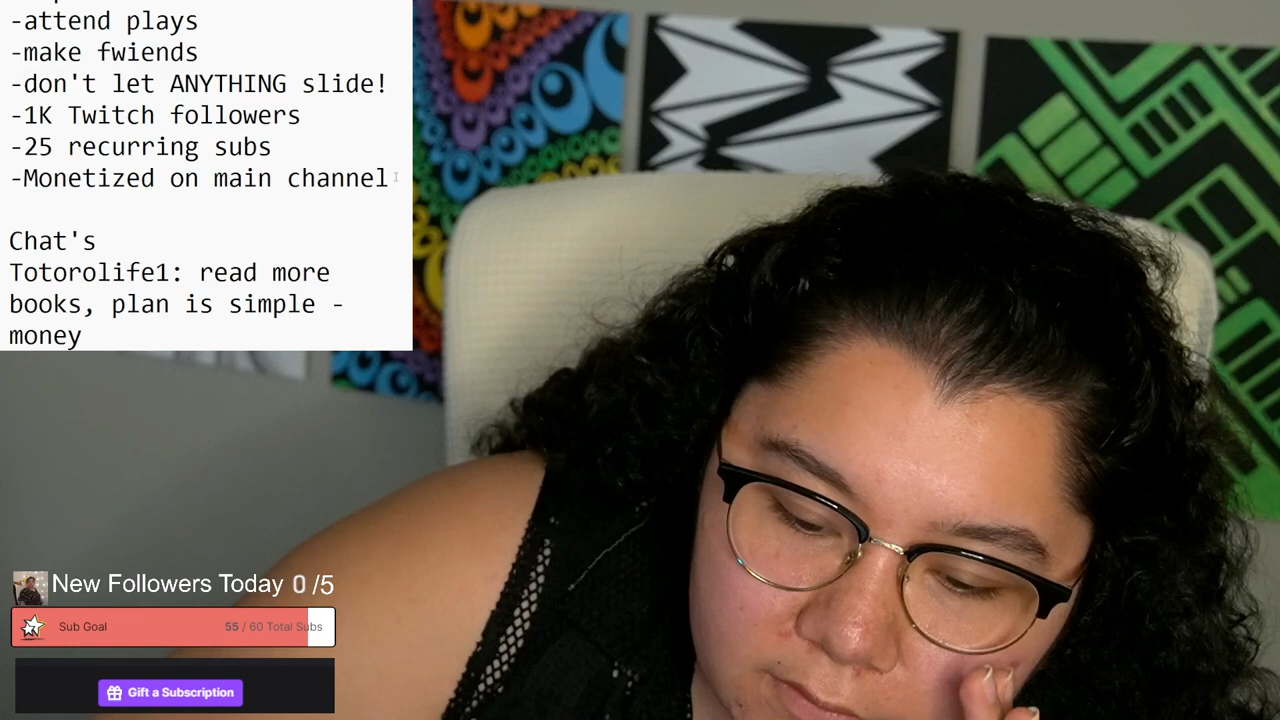 -attend plays
-make fwiends
-don't let ANYTHING slide!
-1K Twitch followers
-25 recurring subs
-Monetized on main channel
Chat's
Totorolife1: read more
books, plan is simple -
money
New Followers Today 0 /5
Sub Goal 55 / 60 Total Subs
Gift a Subscription